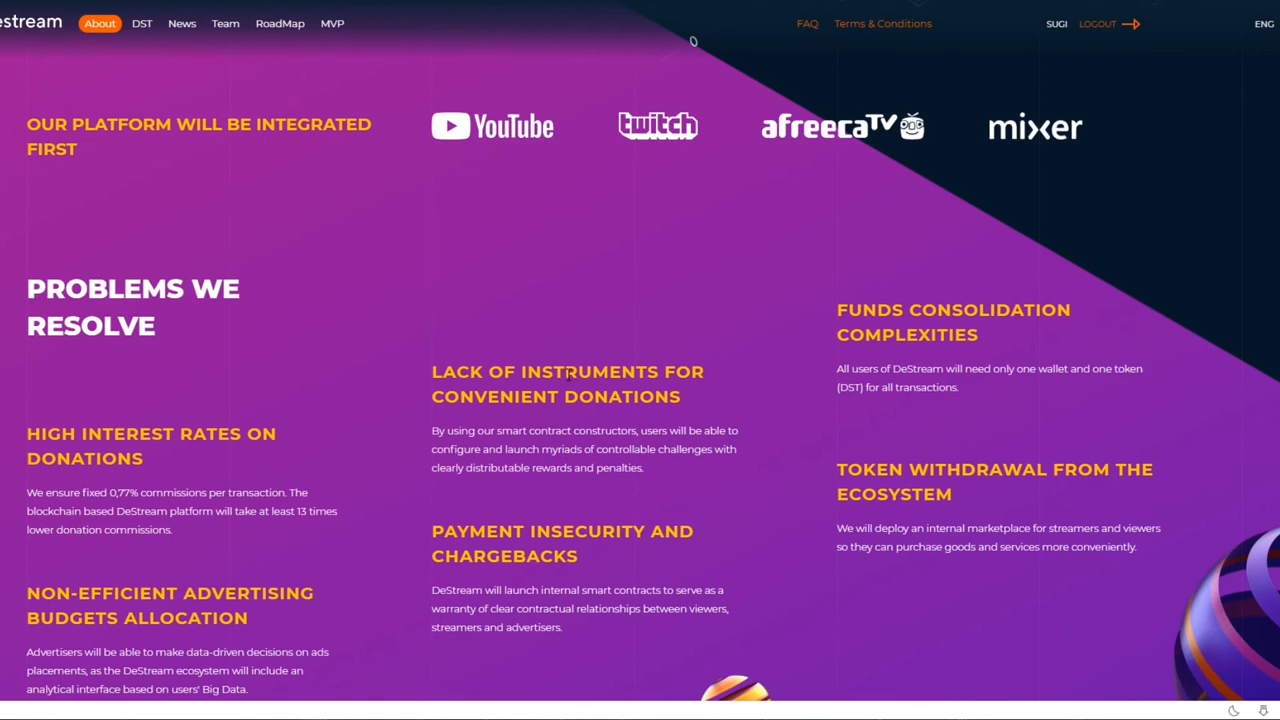 estream
About
DST
News
Team
RoadMap
MVP
FAQ
Terms & Conditions
SUGI
LOGOUT
ENG
OUR PLATFORM WILL BE INTEGRATED
FIRST
YouTube
twitch
afreecaTV
mixer
PROBLEMS WE
RESOLVE
HIGH INTEREST RATES ON
DONATIONS
We ensure fixed 0,77% commissions per transaction. The
blockchain based DeStream platform will take at least 13 times
lower donation commissions.
NON-EFFICIENT ADVERTISING
BUDGETS ALLOCATION
Advertisers will be able to make data-driven decisions on ads
placements, as the DeStream ecosystem will include an
analytical interface based on users' Big Data.
LACK OF INSTRUMENTS FOR
CONVENIENT DONATIONS
By using our smart contract constructors, users will be able to
configure and launch myriads of controllable challenges with
clearly distributable rewards and penalties.
PAYMENT INSECURITY AND
CHARGEBACKS
DeStream will launch internal smart contracts to serve as a
warranty of clear contractual relationships between viewers,
streamers and advertisers.
FUNDS CONSOLIDATION
COMPLEXITIES
All users of DeStream will need only one wallet and one token
(DST) for all transactions.
TOKEN WITHDRAWAL FROM THE
ECOSYSTEM
We will deploy an internal marketplace for streamers and viewers
so they can purchase goods and services more conveniently.